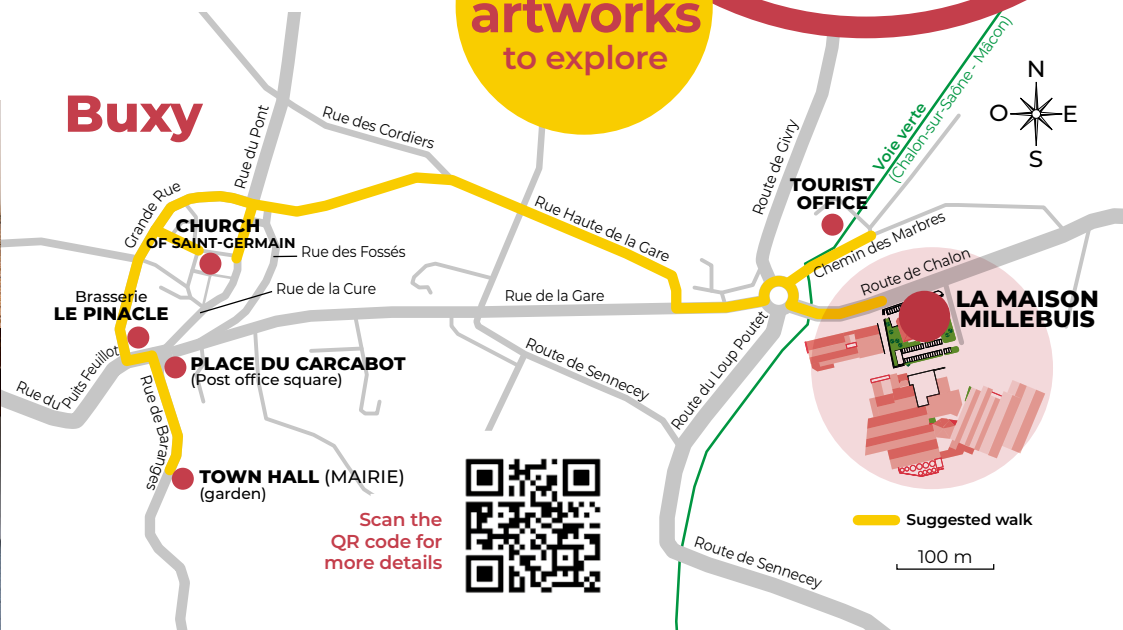 artworks
to explore
Buxy
N
O
E
S
Rue du Pont
Rue des Cordiers
Route de Givry
Voie verte
(Chalon-sur-Saône - Mâcon)
TOURIST
OFFICE
Grande Rue
CHURCH
OF SAINT-GERMAIN
Rue des Fossés
Rue Haute de la Gare
Chemin des Marbres
Route de Chalon
Rue de la Cure
Rue de la Gare
Brasserie
LE PINACLE
LA MAISON
MILLEBUIS
PLACE DU CARCABOT
(Post office square)
Rue du Puits Feuillot
Rue de Baranges
Route de Sennecey
Route du Loup Poutet
TOWN HALL (MAIRIE)
(garden)
Scan the
QR code for
more details
Suggested walk
100 m
Route de Sennecey